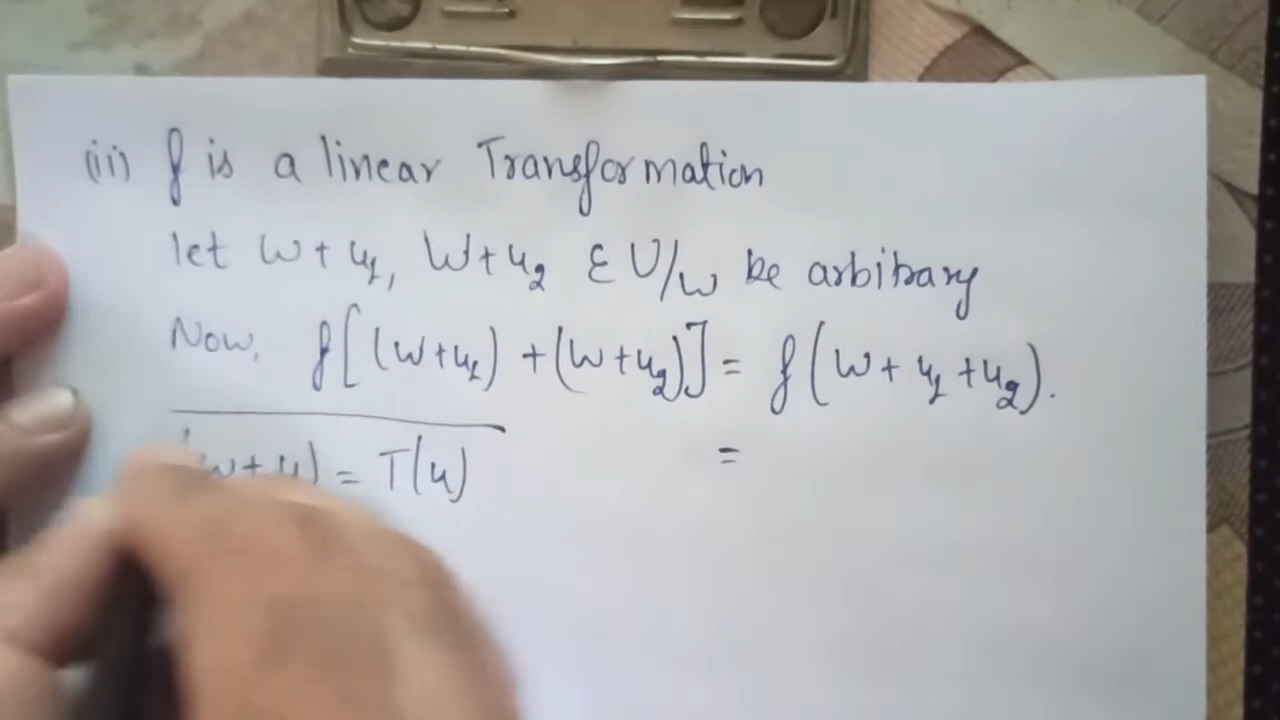 (ii) f is a linear Transformation
let W + u₁, W + u₂ ε U/W be arbitrary
Now, f[(W+u₁) + (W+u₂)] = f(W + u₁ + u₂).
(W+u) = T(u) =